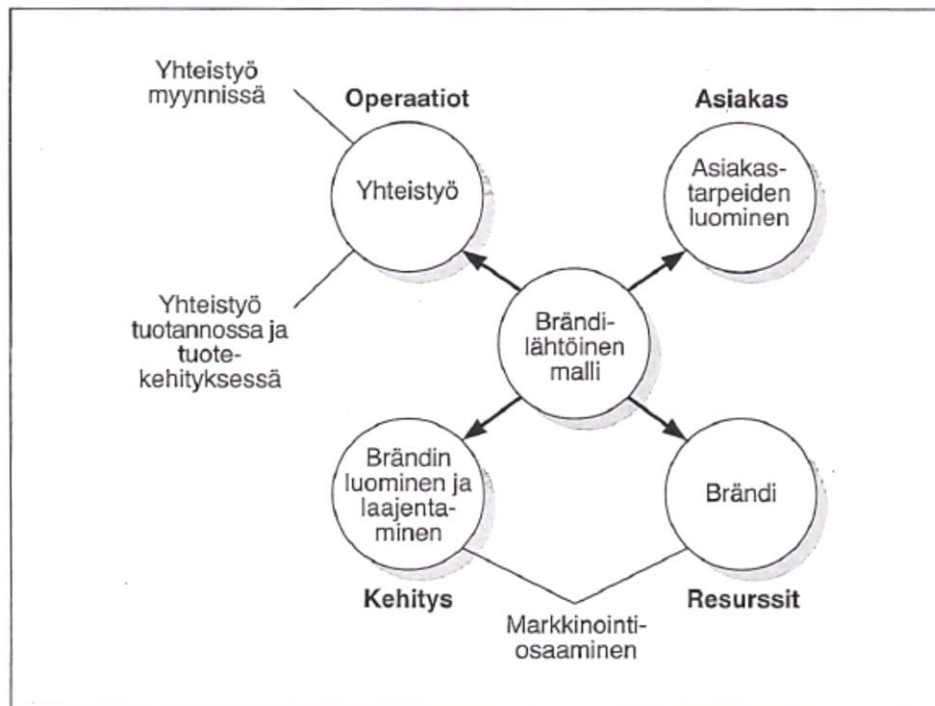 Yhteistyö
myynnissä
Operaatiot
Yhteistyö
Asiakas
Asiakas-
tarpeiden
luominen
Yhteistyö
tuotannossa ja
tuote-
kehityksessä
Brändi-
lähtöinen
malli
Brändin
luominen ja
laajenta-
minen
Kehitys
Brändi
Resurssit
Markkinointi-
osaaminen